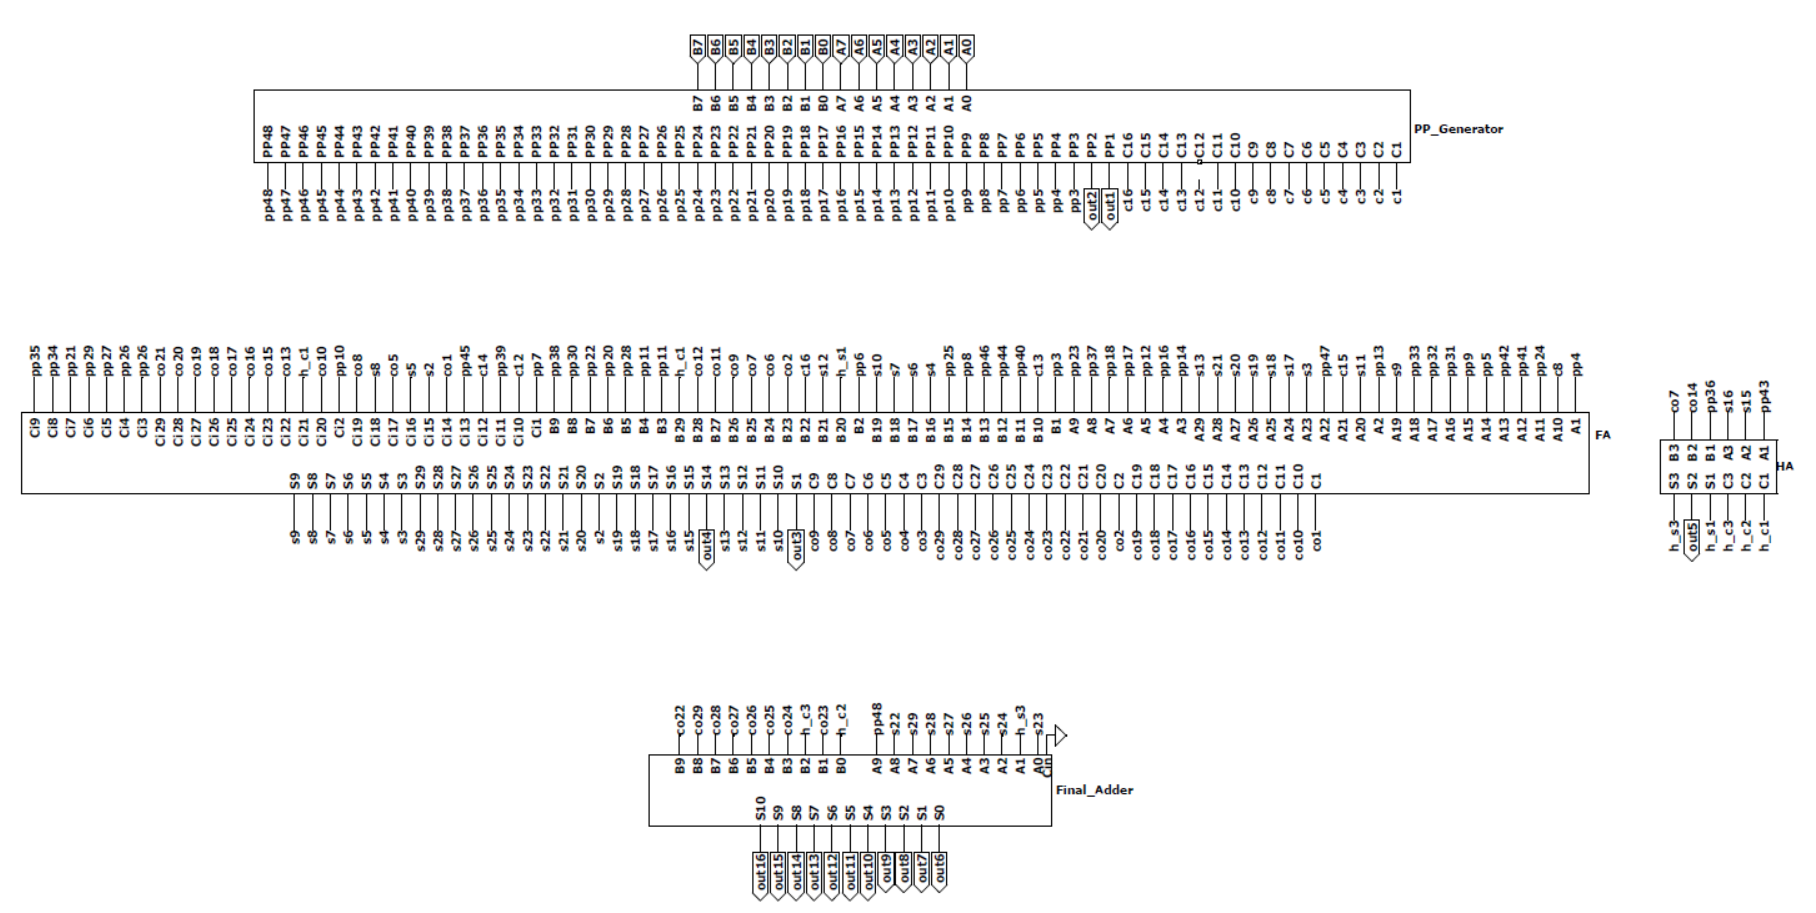 B7 B6 B5 B4 B3 B2 B1 B0 A7 A6 A5 A4 A3 A2 A1 A0
B7 B6 B5 B4 B3 B2 B1 B0 A7 A6 A5 A4 A3 A2 A1 A0
PP_Generator
PP48 PP47 PP46 PP45 PP44 PP43 PP42 PP41 PP40 PP39 PP38 PP37 PP36 PP35 PP34 PP33 PP32 PP31 PP30 PP29 PP28 PP27 PP26 PP25 PP24 PP23 PP22 PP21 PP20 PP19 PP18 PP17 PP16 PP15 PP14 PP13 PP12 PP11 PP10 PP9 PP8 PP7 PP6 PP5 PP4 PP3 PP2 PP1 C16 C15 C14 C13 C12 C11 C10 C9 C8 C7 C6 C5 C4 C3 C2 C1
pp48 pp47 pp46 pp45 pp44 pp43 pp42 pp41 pp40 pp39 pp38 pp37 pp36 pp35 pp34 pp33 pp32 pp31 pp30 pp29 pp28 pp27 pp26 pp25 pp24 pp23 pp22 pp21 pp20 pp19 pp18 pp17 pp16 pp15 pp14 pp13 pp12 pp11 pp10 pp9 pp8 pp7 pp6 pp5 pp4 pp3 out2 out1 c16 c15 c14 c13 c12 c11 c10 c9 c8 c7 c6 c5 c4 c3 c2 c1
pp35 pp34 pp21 pp29 pp27 pp26 pp26 co21 co20 co19 co18 co17 co16 co15 co13 h_c1 co10 pp10 co8 s8 co5 s5 s2 co1 pp45 c14 pp39 c12 pp7 pp38 pp30 pp22 pp20 pp28 pp11 pp11 h_c1 co12 co11 co9 co7 co6 co2 c16 s12 h_s1 pp6 s10 s7 s6 s4 pp25 pp8 pp46 pp44 pp40 c13 pp3 pp23 pp37 pp18 pp17 pp12 pp16 pp14 s13 s21 s20 s19 s18 s17 s3 pp47 c15 s11 pp13 s9 pp33 pp32 pp31 pp9 pp5 pp42 pp41 pp24 c8 pp4
Ci9 Ci8 Ci7 Ci6 Ci5 Ci4 Ci3 Ci29 Ci28 Ci27 Ci26 Ci25 Ci24 Ci23 Ci22 Ci21 Ci20 Ci2 Ci19 Ci18 Ci17 Ci16 Ci15 Ci14 Ci13 Ci12 Ci11 Ci10 Ci1 B9 B8 B7 B6 B5 B4 B3 B29 B28 B27 B26 B25 B24 B23 B22 B21 B20 B2 B19 B18 B17 B16 B15 B14 B13 B12 B11 B10 B1 A9 A8 A7 A6 A5 A4 A3 A29 A28 A27 A26 A25 A24 A23 A22 A21 A20 A2 A19 A18 A17 A16 A15 A14 A13 A12 A11 A10 A1
FA
S9 S8 S7 S6 S5 S4 S3 S29 S28 S27 S26 S25 S24 S23 S22 S21 S20 S2 S19 S18 S17 S16 S15 S14 S13 S12 S11 S10 S1 C9 C8 C7 C6 C5 C4 C3 C29 C28 C27 C26 C25 C24 C23 C22 C21 C20 C2 C19 C18 C17 C16 C15 C14 C13 C12 C11 C10 C1
s9 s8 s7 s6 s5 s4 s3 s29 s28 s27 s26 s25 s24 s23 s22 s21 s20 s2 s19 s18 s17 s16 s15 out4 s13 s12 s11 s10 out3 co9 co8 co7 co6 co5 co4 co3 co29 co28 co27 co26 co25 co24 co23 co22 co21 co20 co2 co19 co18 co17 co16 co15 co14 co13 co12 co11 co10 co1
co7 co14 pp36 s16 s15 pp43
B3 B2 B1 A3 A2 A1
HA
S3 S2 S1 C3 C2 C1
h_s3 out5 h_s1 h_c3 h_c2 h_c1
co22 co29 co28 co27 co26 co25 co24 h_c3 co23 h_c2 pp48 s22 s29 s28 s27 s26 s25 s24 h_s3 s23
B9 B8 B7 B6 B5 B4 B3 B2 B1 B0 A9 A8 A7 A6 A5 A4 A3 A2 A1 A0 Cin
Final_Adder
S10 S9 S8 S7 S6 S5 S4 S3 S2 S1 S0
out16 out15 out14 out13 out12 out11 out10 out9 out8 out7 out6